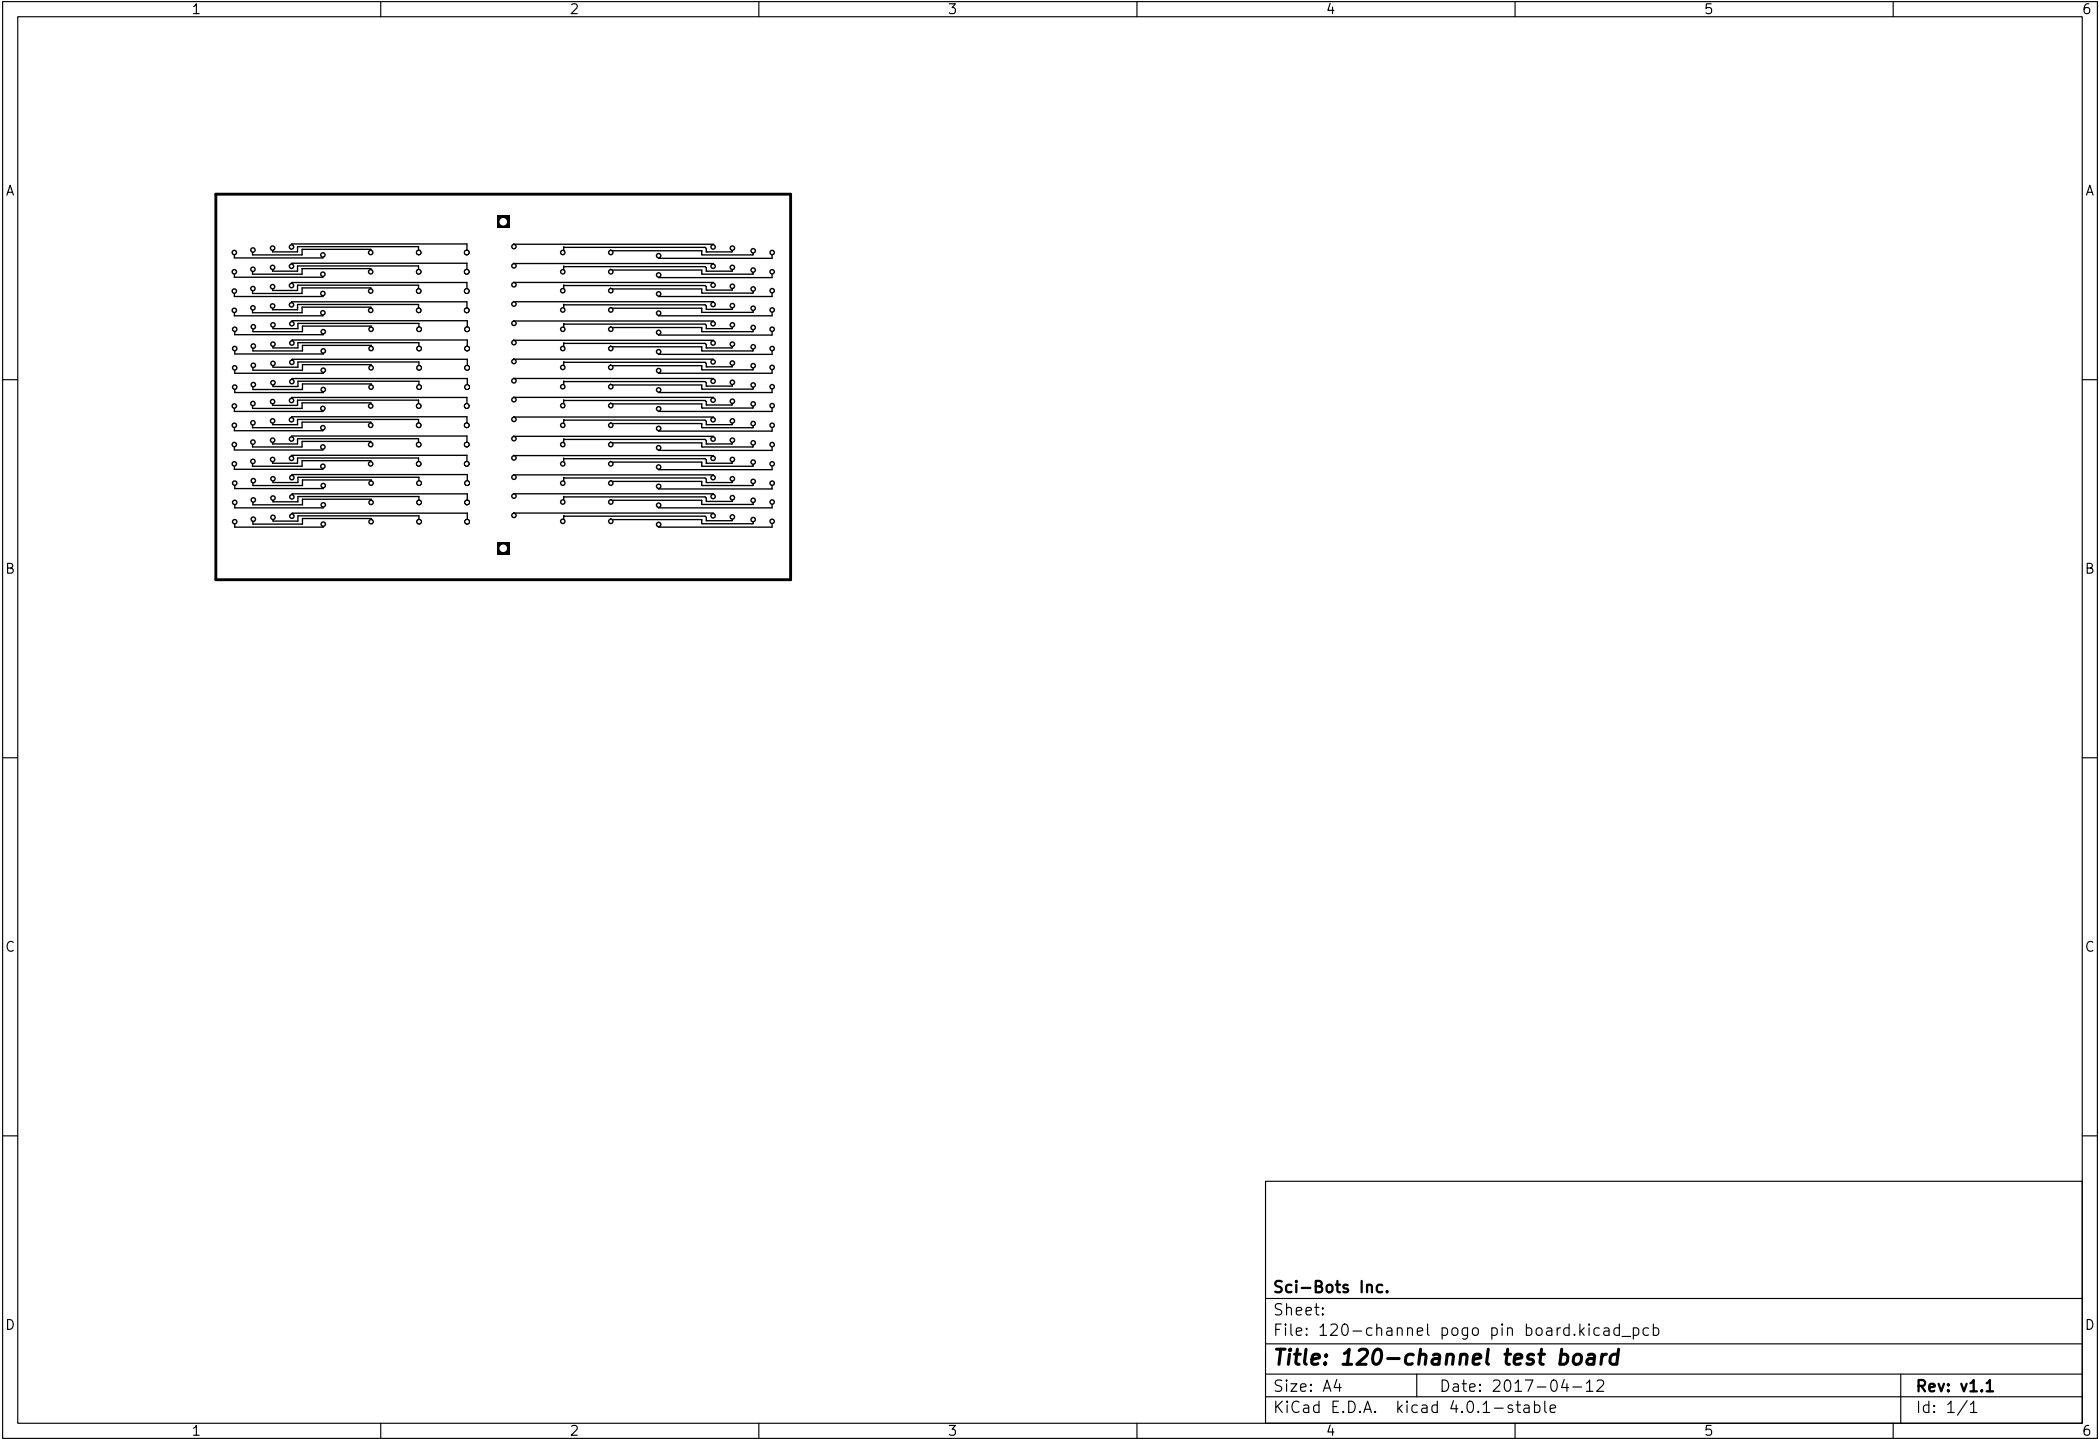 1 2 3 4 5 6
A A
B B
C C
Sci-Bots Inc.
Sheet:
File: 120-channel pogo pin board.kicad_pcb
D D
Title: 120-channel test board
Size: A4 Date: 2017-04-12 Rev: v1.1
KiCad E.D.A. kicad 4.0.1-stable Id: 1/1
1 2 3 4 5 6